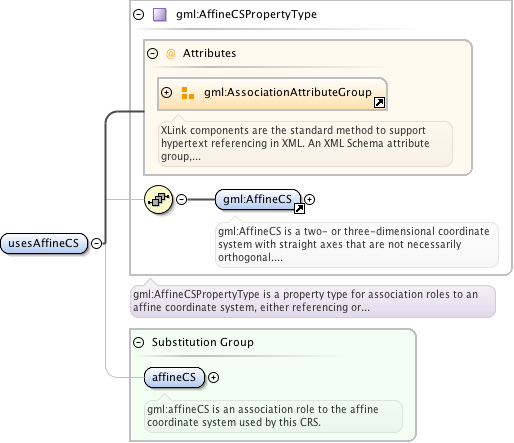 gml:AffineCSPropertyType
@ Attributes
gml:AssociationAttributeGroup
XLink components are the standard method to support
hypertext referencing in XML. An XML Schema attribute
group,...
gml:AffineCS
gml:AffineCS is a two- or three-dimensional coordinate
system with straight axes that are not necessarily
orthogonal....
usesAffineCS
gml:AffineCSPropertyType is a property type for association roles to an
affine coordinate system, either referencing or...
Substitution Group
affineCS
gml:affineCS is an association role to the affine
coordinate system used by this CRS.